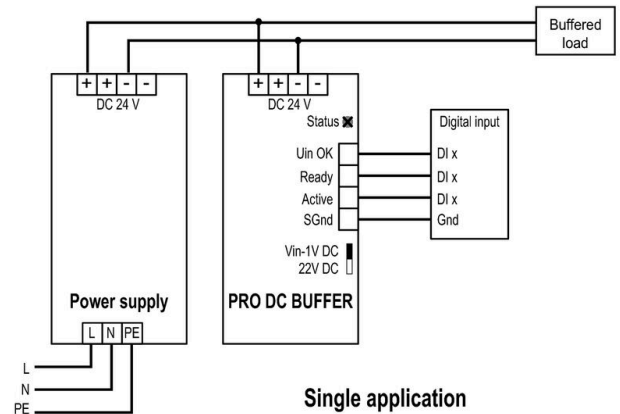 Buffered
load
+ + - -
DC 24 V
+ + - -
DC 24 V
Status
Digital input
Uin OK
DI x
Ready
DI x
Active
DI x
SGnd
Gnd
Vin-1V DC
22V DC
Power supply
PRO DC BUFFER
L N PE
L
N
PE
Single application